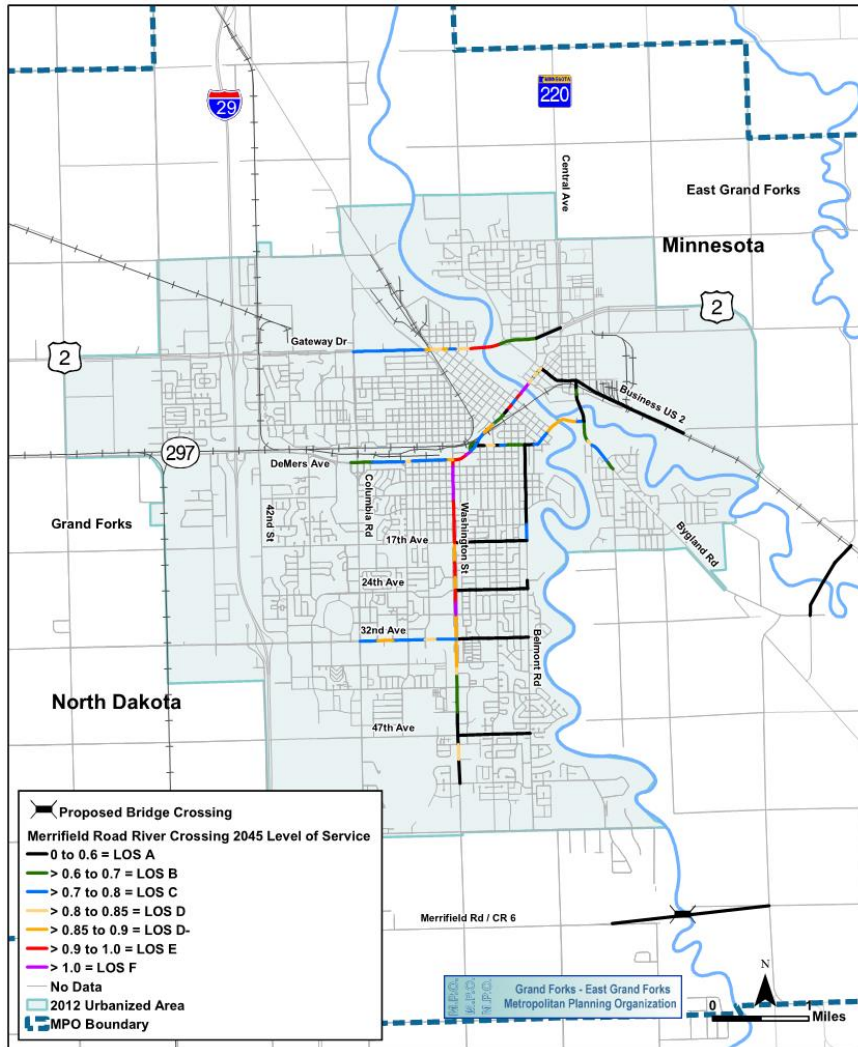 29
MINNESOTA
220
Central Ave
East Grand Forks
Minnesota
2
Gateway Dr
2
Business US 2
297
DeMers Ave
Columbia Rd
42nd St
Washington St
Grand Forks
17th Ave
Bygland Rd
24th Ave
32nd Ave
Belmont Rd
North Dakota
47th Ave
Proposed Bridge Crossing
Merrifield Road River Crossing 2045 Level of Service
0 to 0.6 = LOS A
> 0.6 to 0.7 = LOS B
> 0.7 to 0.8 = LOS C
> 0.8 to 0.85 = LOS D
> 0.85 to 0.9 = LOS D-
> 0.9 to 1.0 = LOS E
> 1.0 = LOS F
No Data
2012 Urbanized Area
MPO Boundary
Merrifield Rd / CR 6
M.P.O. M.P.O. M.P.O.
Grand Forks - East Grand Forks
Metropolitan Planning Organization
N
0 1
Miles